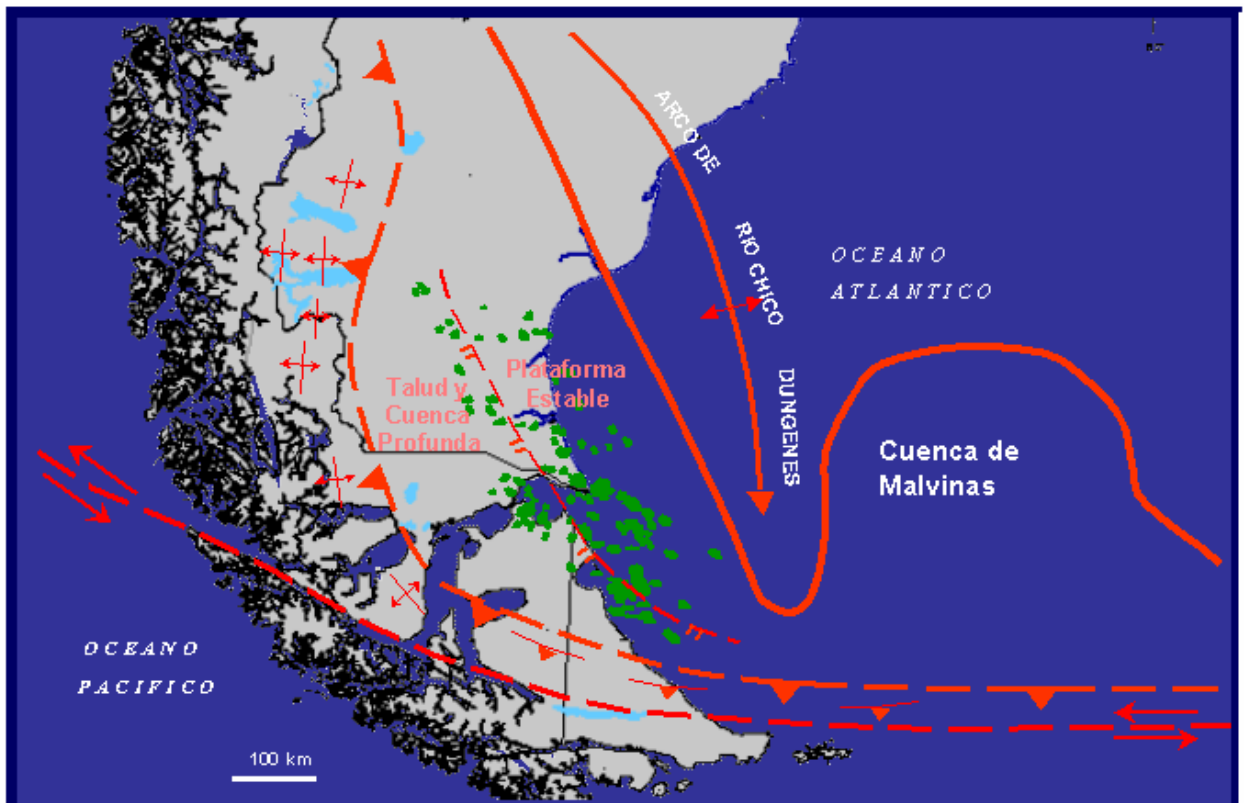 ARCO DE
RIO CHICO
DUNGENES
OCEANO
ATLANTICO
Plataforma
Estable
Talud y
Cuenca
Profunda
Cuenca de
Malvinas
OCEANO
PACIFICO
100 km